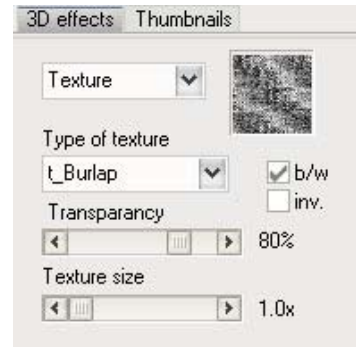 3D effects Thumbnails
Texture
Type of texture
t_Burlap
b/w
inv.
Transparancy
80%
Texture size
1.0x